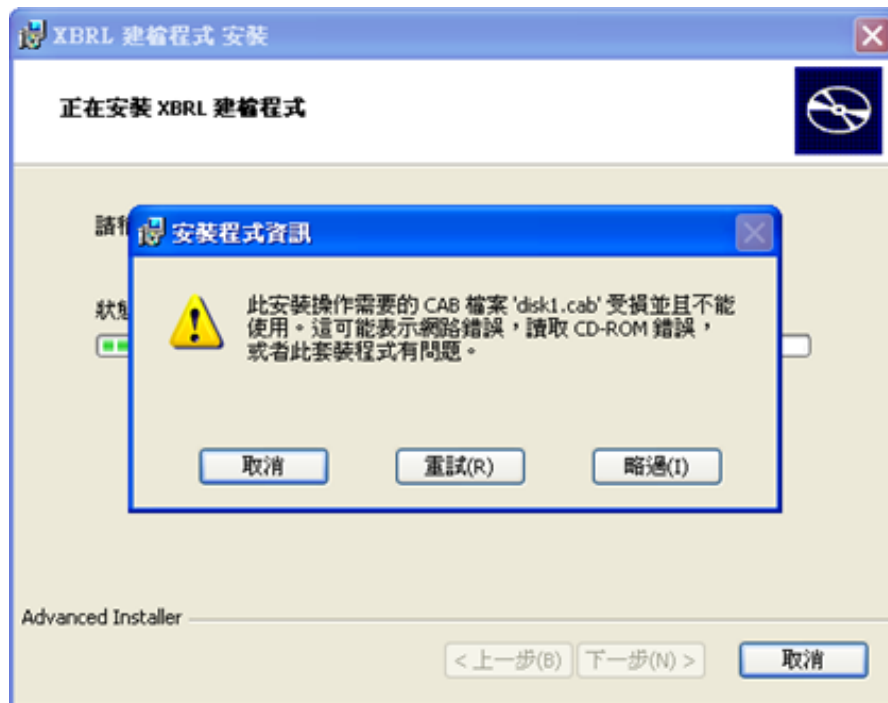 XBRL 建檔程式 安裝
正在安裝 XBRL 建檔程式
安裝程式資訊
此安裝操作需要的 CAB 檔案 'disk1.cab' 受損並且不能
使用。這可能表示網路錯誤，讀取 CD-ROM 錯誤，
或者此套裝程式有問題。
取消 重試(R) 略過(I)
狀態
Advanced Installer
< 上一步(B) 下一步(N) > 取消